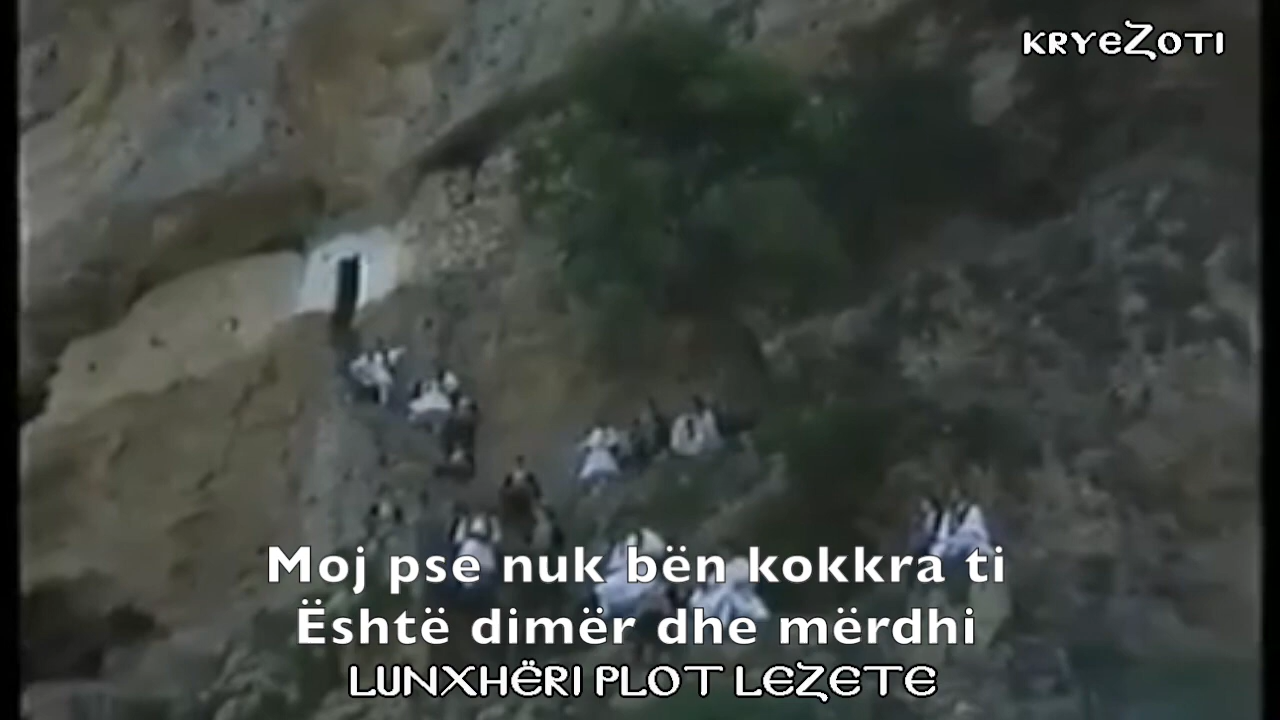 KRYEZOTI
Moj pse nuk bën kokkra ti
Është dimër dhe mërdhi
LUNXHËRI PLOT LEZETE